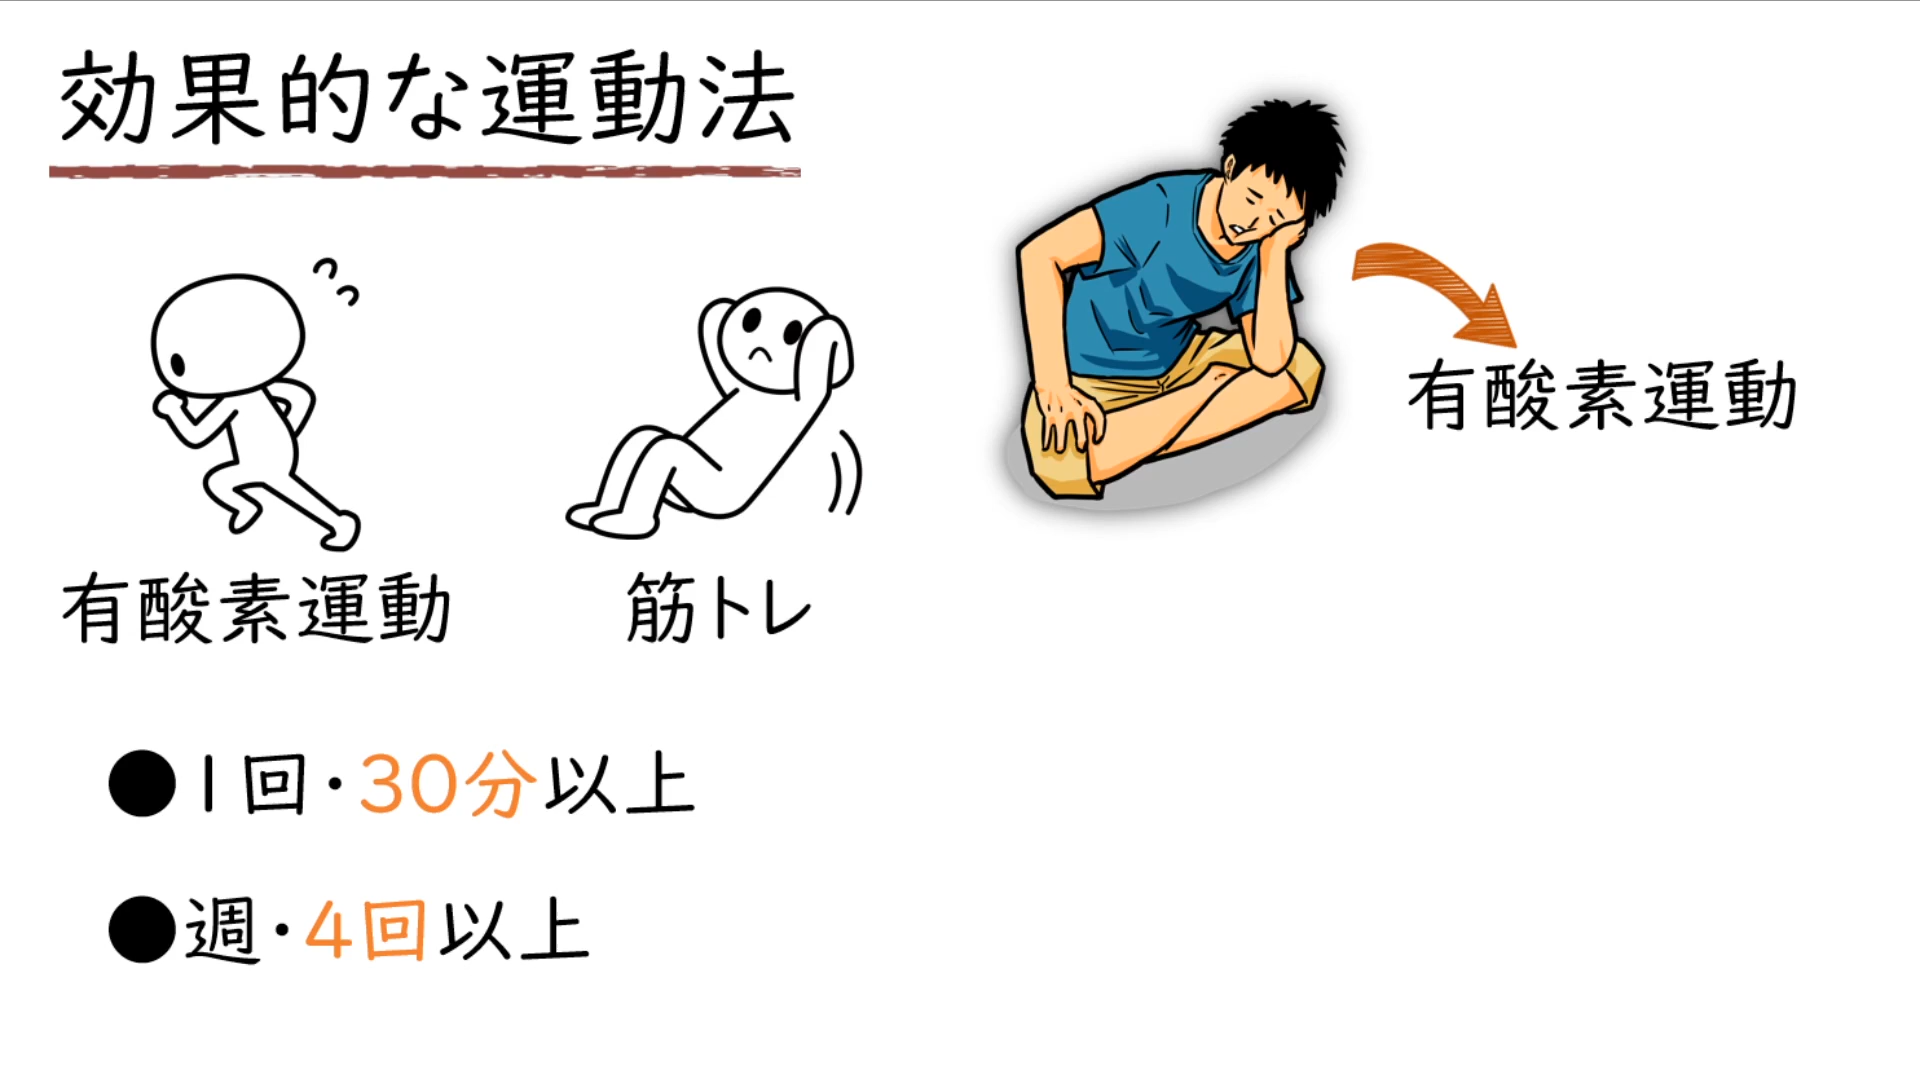 効果的な運動法
有酸素運動
筋トレ
有酸素運動
●1回・30分以上
●週・4回以上